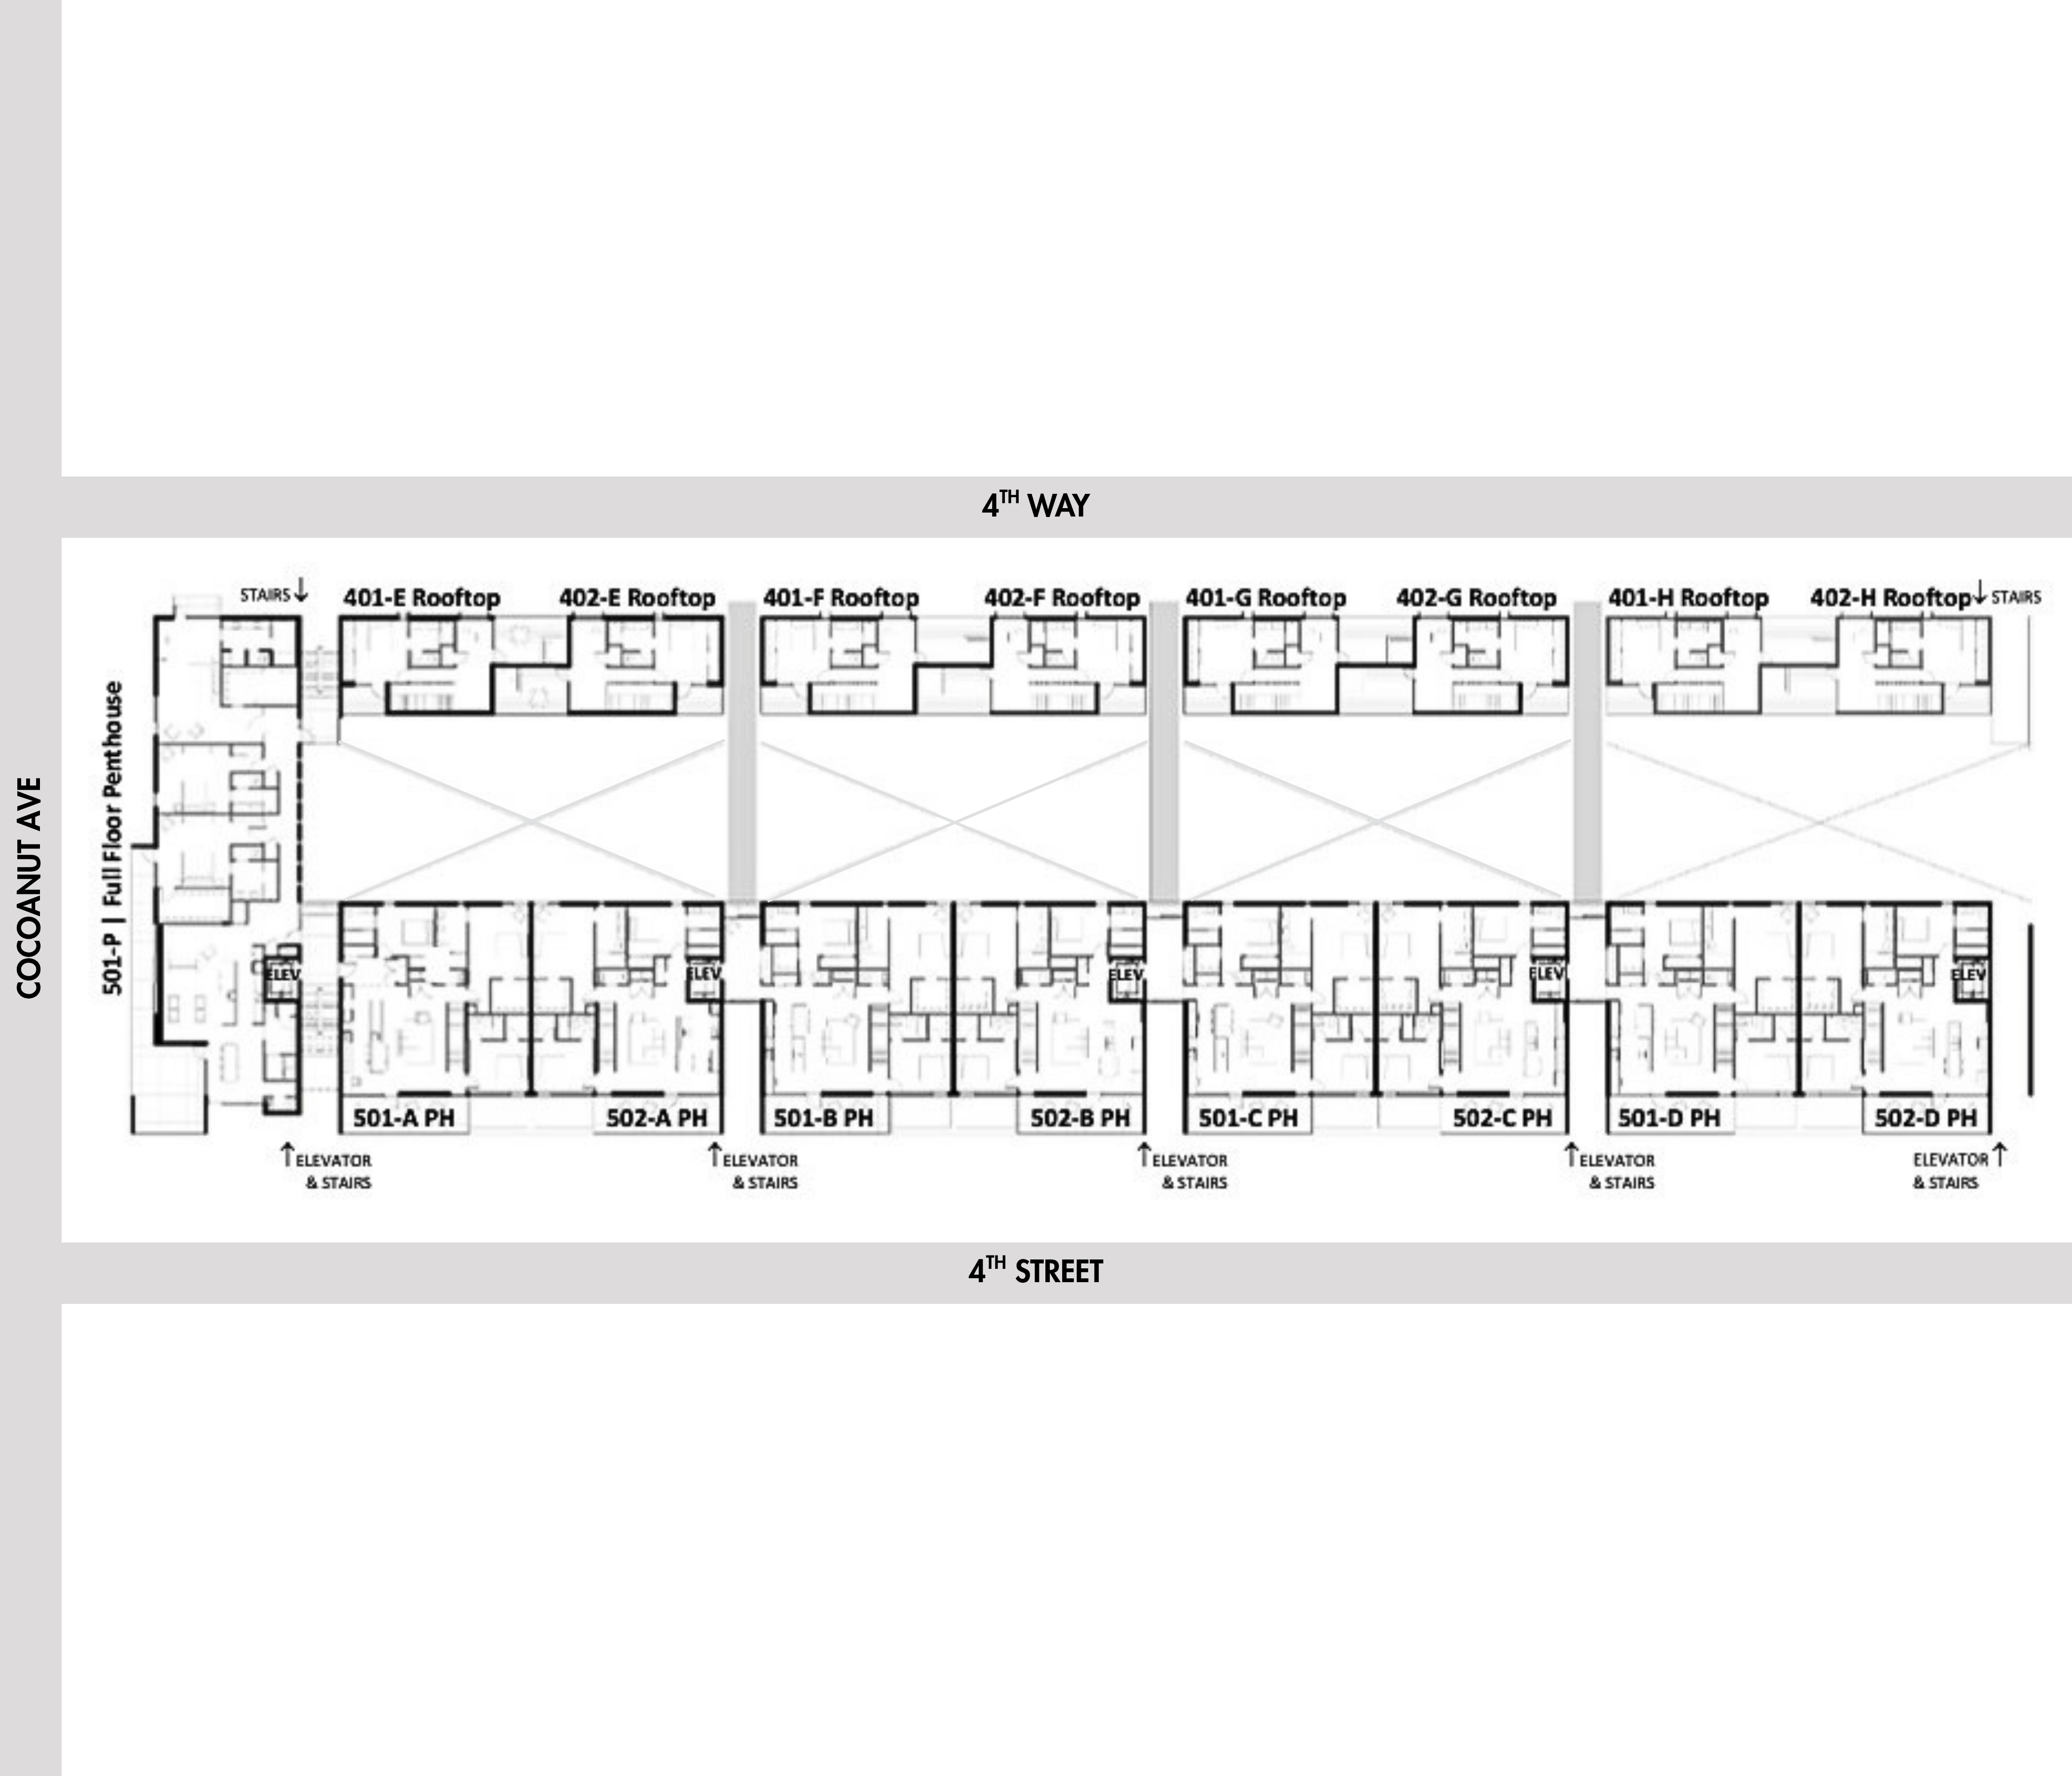 4TH WAY
STAIRS
401-E Rooftop
402-E Rooftop
401-F Rooftop
402-F Rooftop
401-G Rooftop
402-G Rooftop
401-H Rooftop
402-H Rooftop
STAIRS
COCOANUT AVE
501-P | Full Floor Penthouse
ELEV
ELEV
ELEV
ELEV
ELEV
501-A PH
502-A PH
501-B PH
502-B PH
501-C PH
502-C PH
501-D PH
502-D PH
ELEVATOR
& STAIRS
ELEVATOR
& STAIRS
ELEVATOR
& STAIRS
ELEVATOR
& STAIRS
ELEVATOR
& STAIRS
4TH STREET